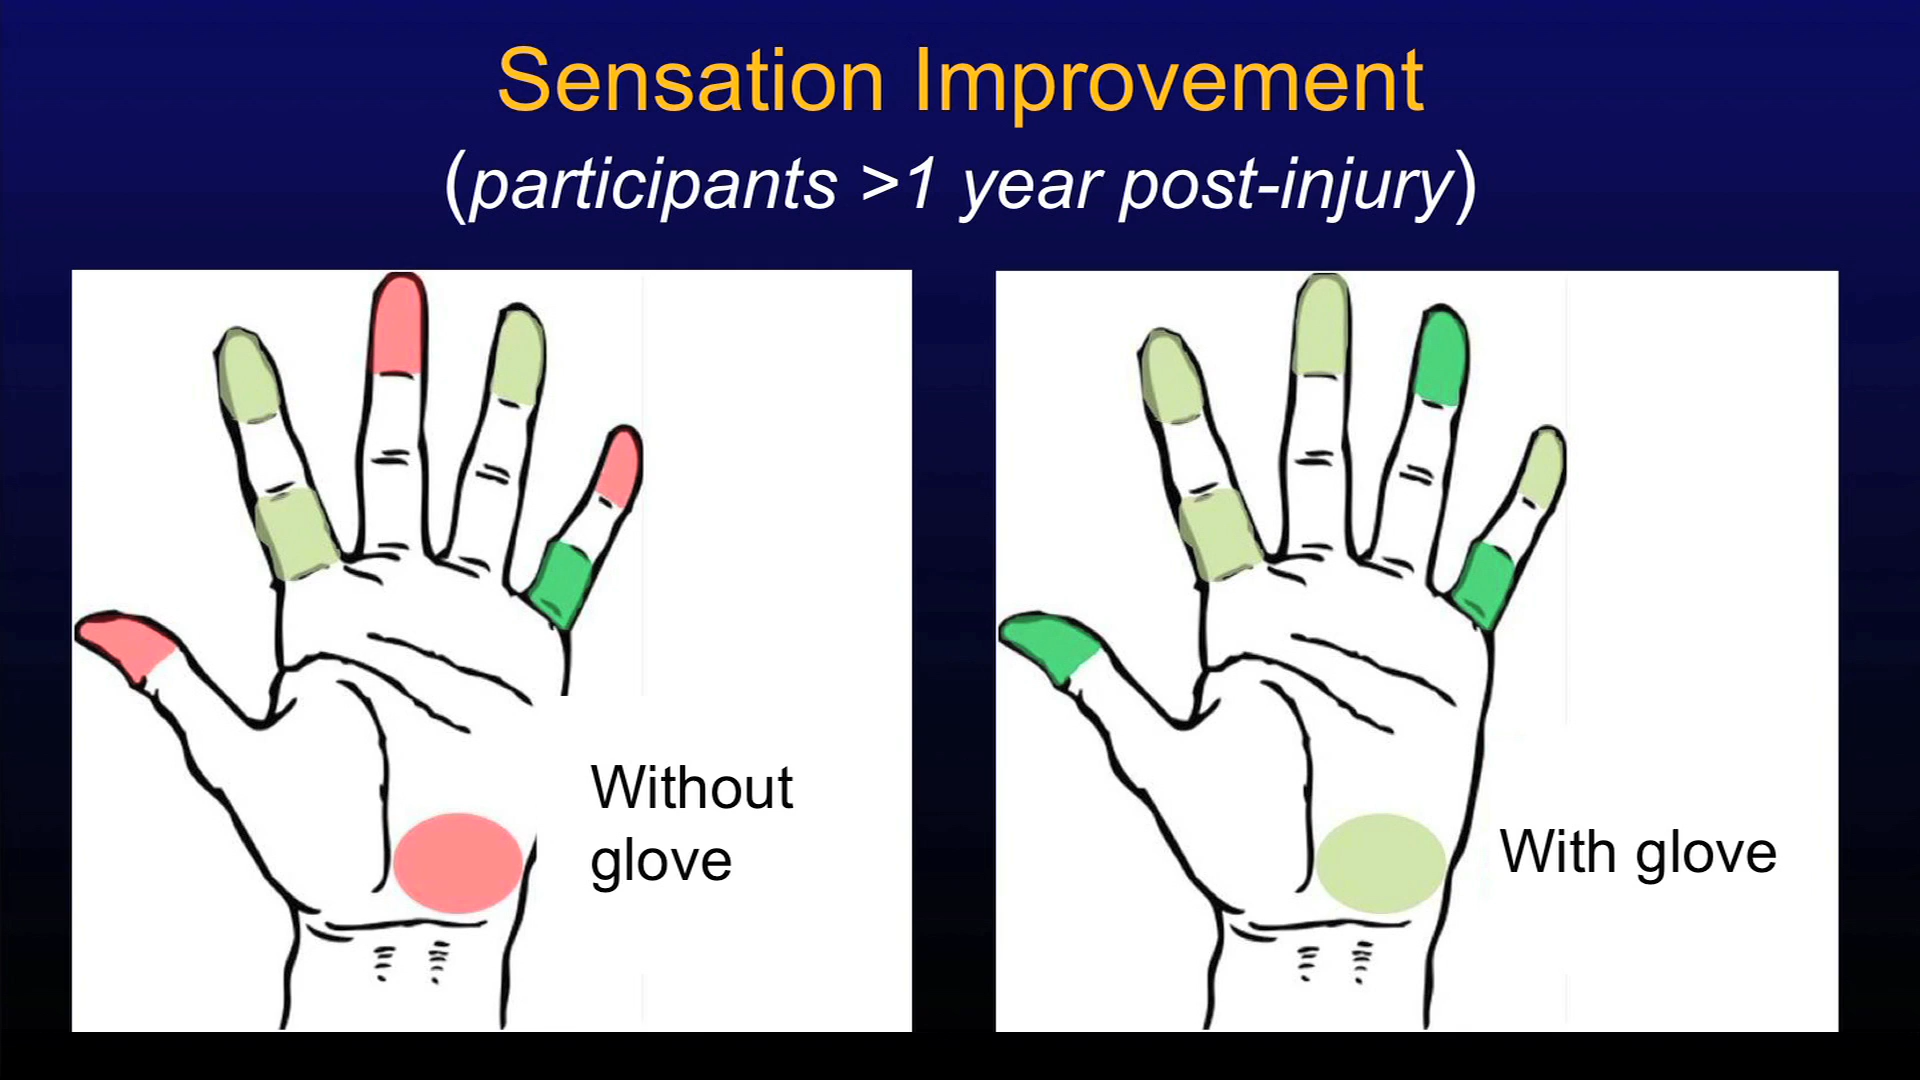 Sensation Improvement
(participants >1 year post-injury)
Without
glove
With glove